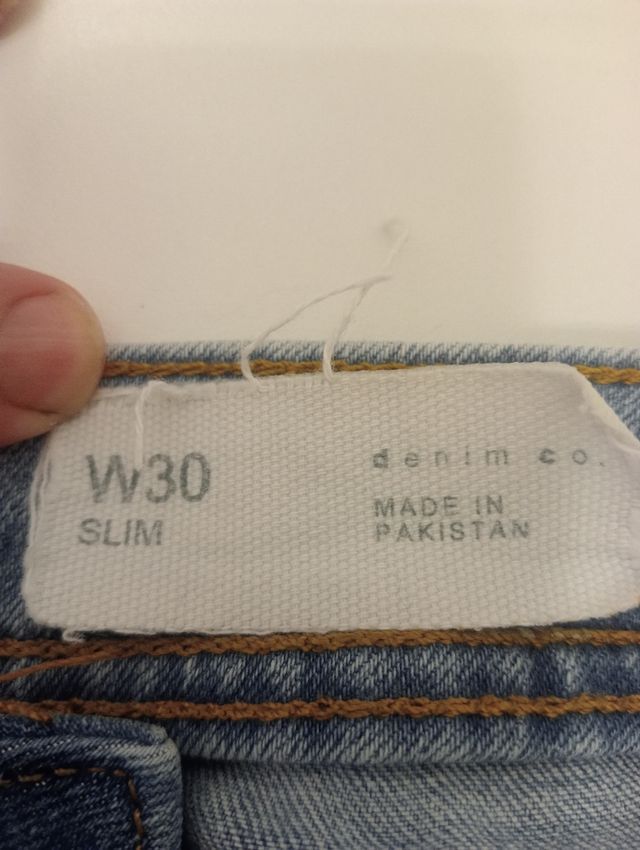 W30
SLIM
denim co.
MADE IN
PAKISTAN